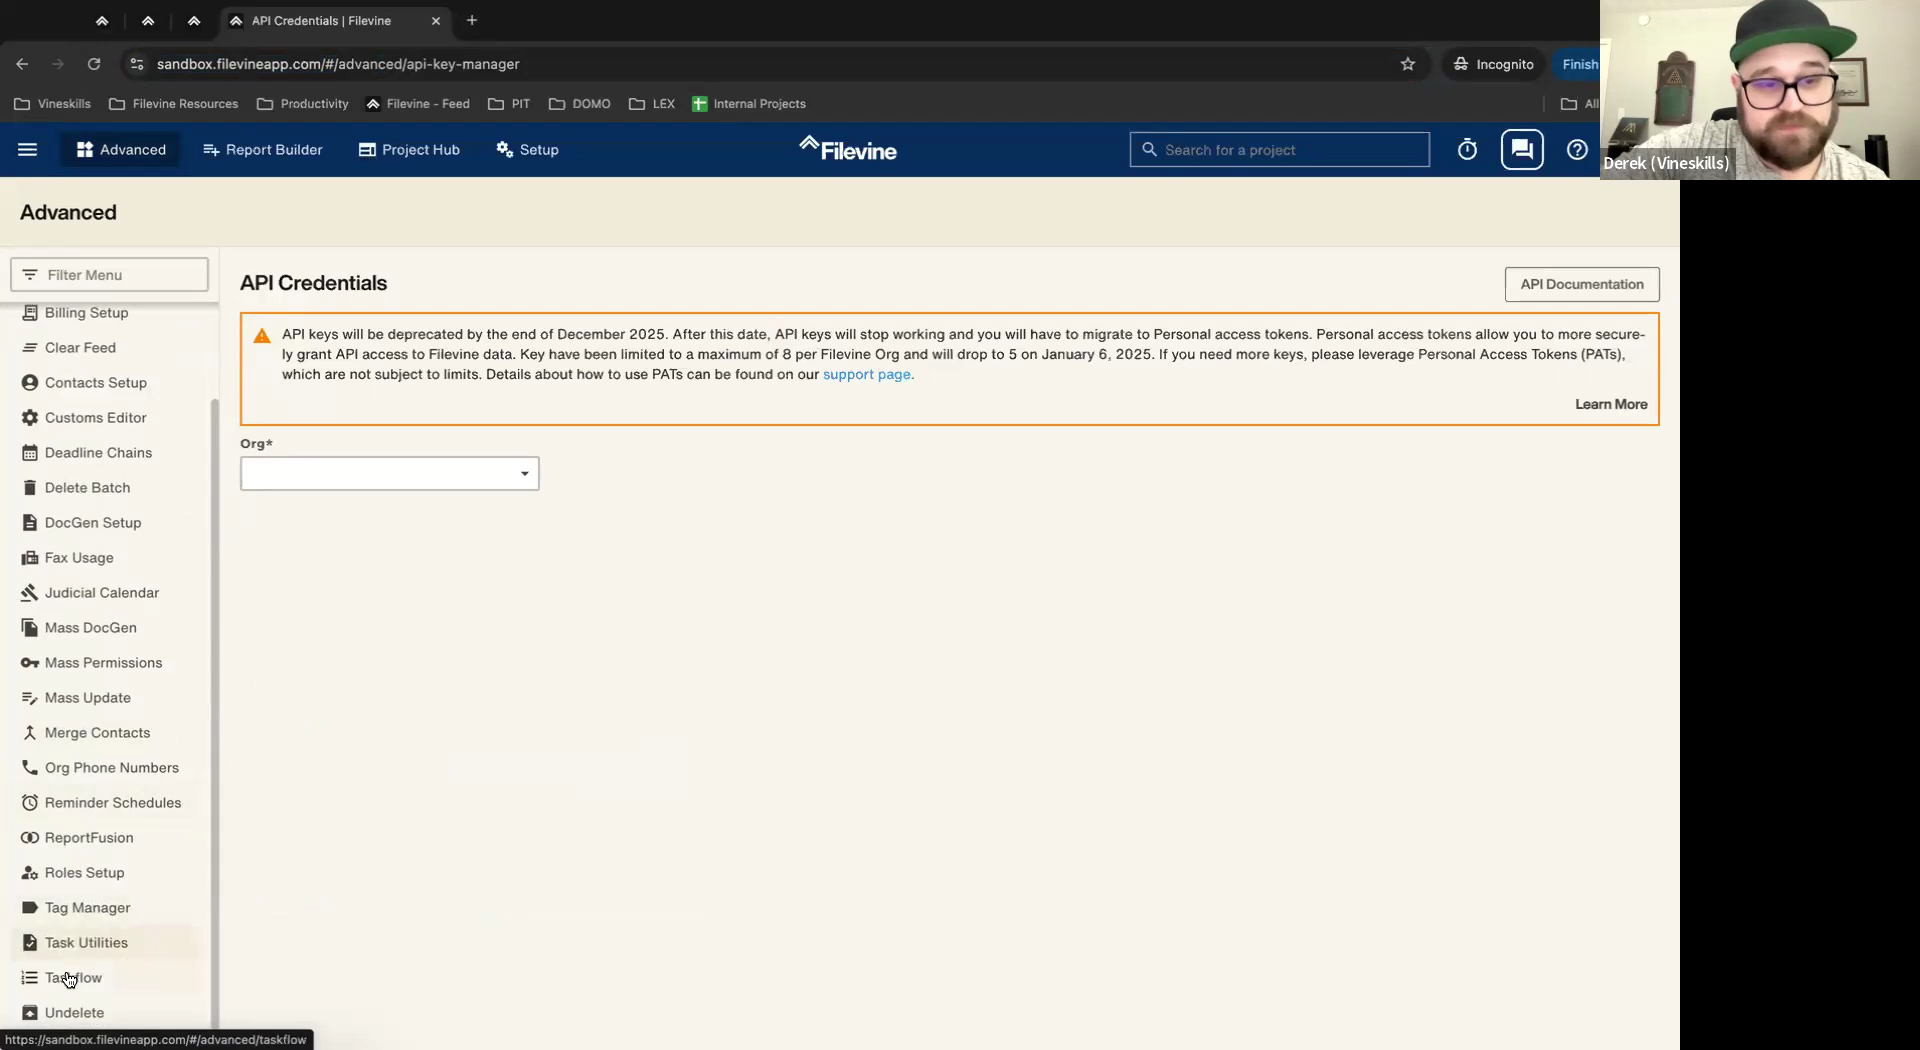 API Credentials | Filevine
sandbox.filevineapp.com/#/advanced/api-key-manager
Incognito
Finish
Vineskills
Filevine Resources
Productivity
Filevine - Feed
PIT
DOMO
LEX
Internal Projects
All
Derek (Vineskills)
Advanced
Report Builder
Project Hub
Setup
Filevine
Search for a project
Advanced
Filter Menu
Billing Setup
Clear Feed
Contacts Setup
Customs Editor
Deadline Chains
Delete Batch
DocGen Setup
Fax Usage
Judicial Calendar
Mass DocGen
Mass Permissions
Mass Update
Merge Contacts
Org Phone Numbers
Reminder Schedules
ReportFusion
Roles Setup
Tag Manager
Task Utilities
Taskflow
Undelete
https://sandbox.filevineapp.com/#/advanced/taskflow
API Credentials
API Documentation
API keys will be deprecated by the end of December 2025. After this date, API keys will stop working and you will have to migrate to Personal access tokens. Personal access tokens allow you to more secure-
ly grant API access to Filevine data. Key have been limited to a maximum of 8 per Filevine Org and will drop to 5 on January 6, 2025. If you need more keys, please leverage Personal Access Tokens (PATs),
which are not subject to limits. Details about how to use PATs can be found on our support page.
Learn More
Org*